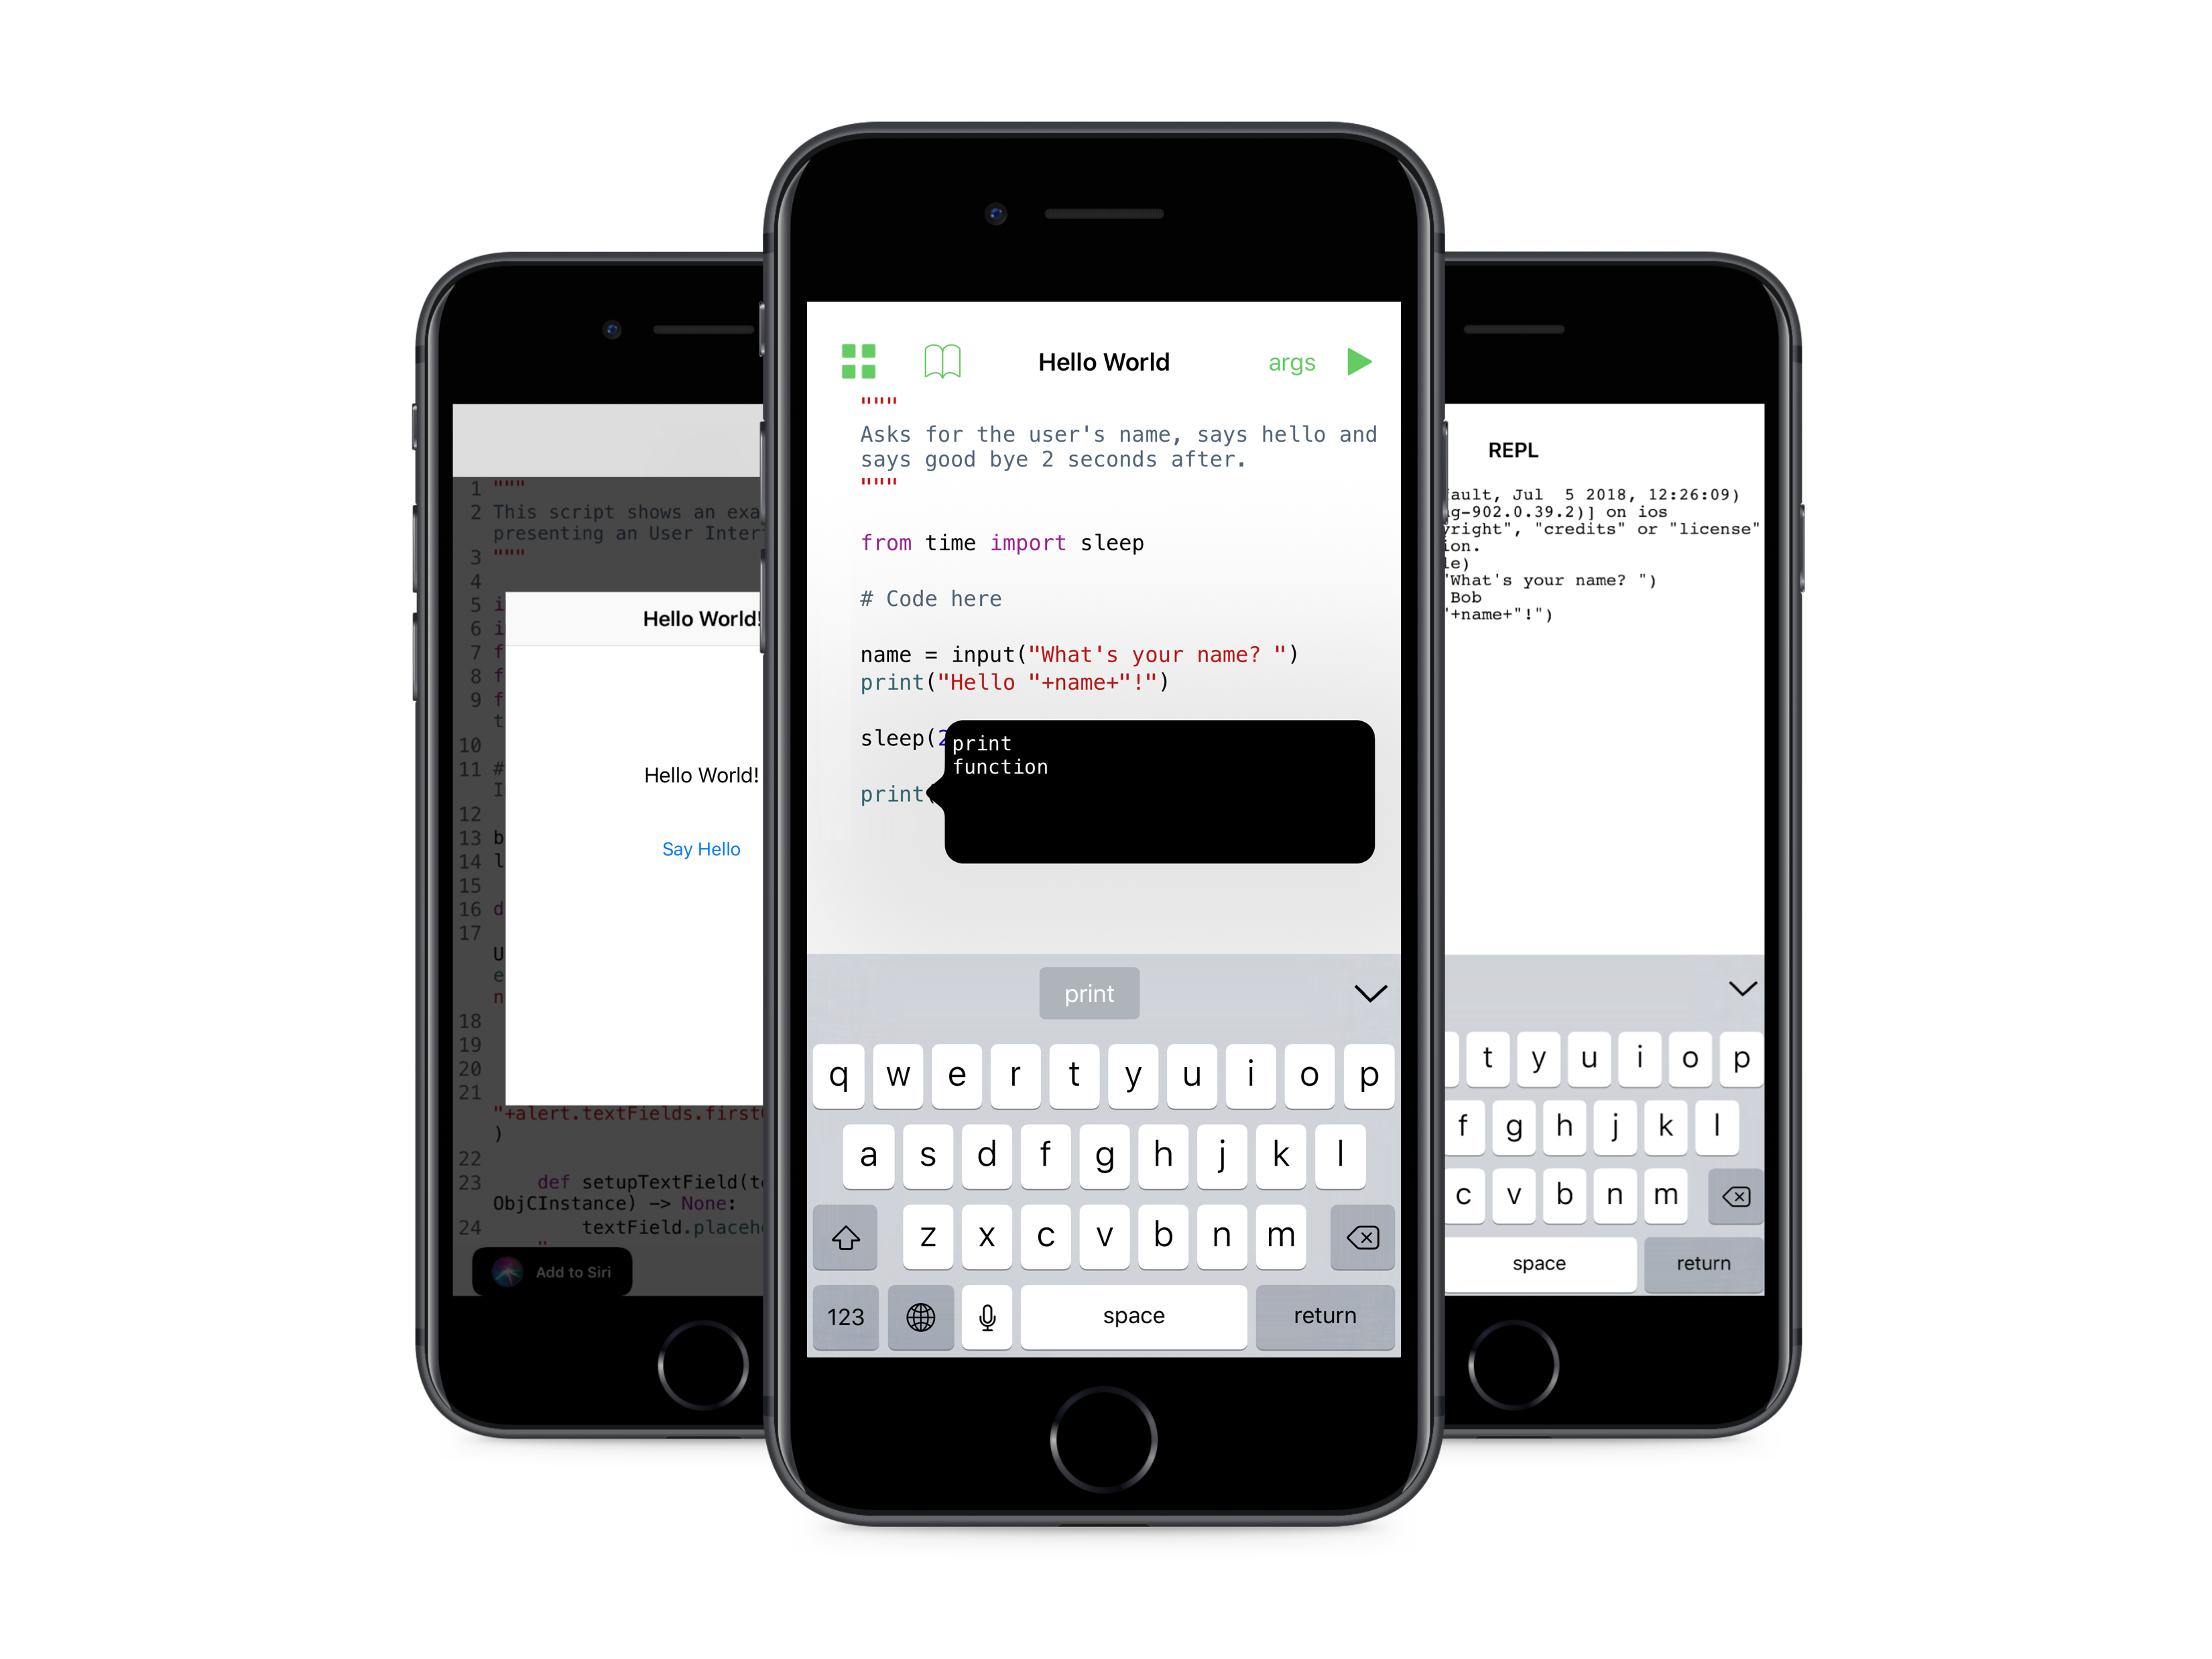 Hello World
args
"""
Asks for the user's name, says hello and
says good bye 2 seconds after.
"""
from time import sleep
# Code here
name = input("What's your name? ")
print("Hello "+name+"!")
sleep(2
print(
print
function
print
q w e r t y u i o p
a s d f g h j k l
z x c v b n m
123
space
return
1 """
2 This script shows an exa
presenting an User Inter
3 """
4
5 i
6 i
7 f
8 f
9 f
t
10
11 #
I
12
13 b
14 l
15
16 d
17
U
e
n
18
19
20
21
"+alert.textFields.first
)
22
23 def setupTextField(te
ObjCInstance) -> None:
24 textField.placeh
"
Hello World!
Hello World!
Say Hello
Add to Siri
REPL
ault, Jul 5 2018, 12:26:09)
g-902.0.39.2)] on ios
yright", "credits" or "license"
ion.
le)
"What's your name? ")
Bob
"+name+"!")
t y u i o p
f g h j k l
c v b n m
space
return